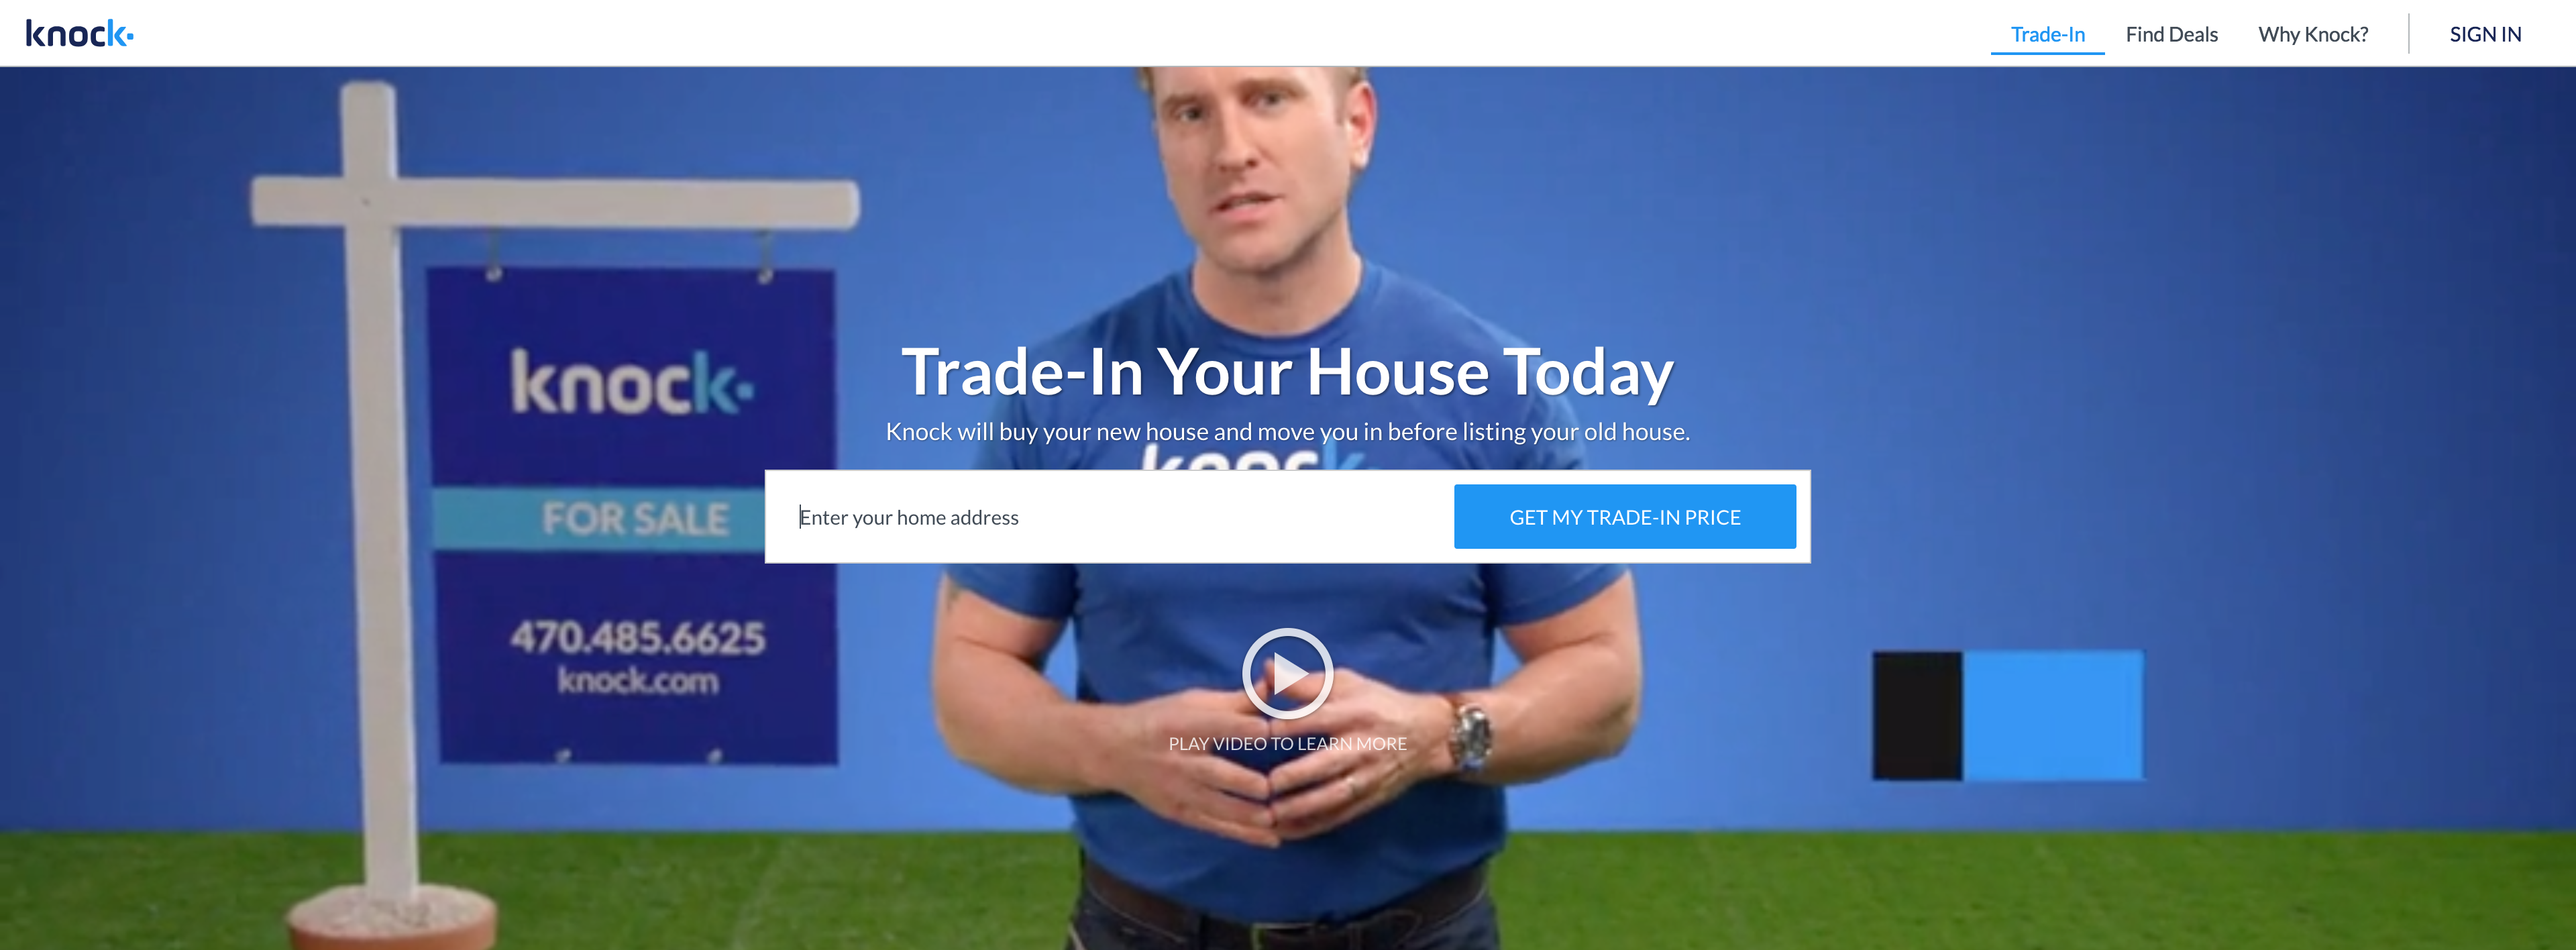 knock
Trade-In
Find Deals
Why Knock?
SIGN IN
knock
FOR SALE
470.485.6625
knock.com
Trade-In Your House Today
Knock will buy your new house and move you in before listing your old house.
knock
Enter your home address
GET MY TRADE-IN PRICE
PLAY VIDEO TO LEARN MORE